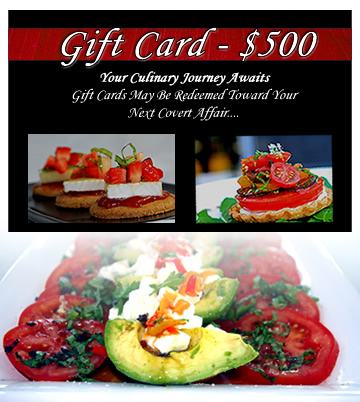 Gift Card - $500
Your Culinary Journey Awaits
Gift Cards May Be Redeemed Toward Your
Next Covert Affair....